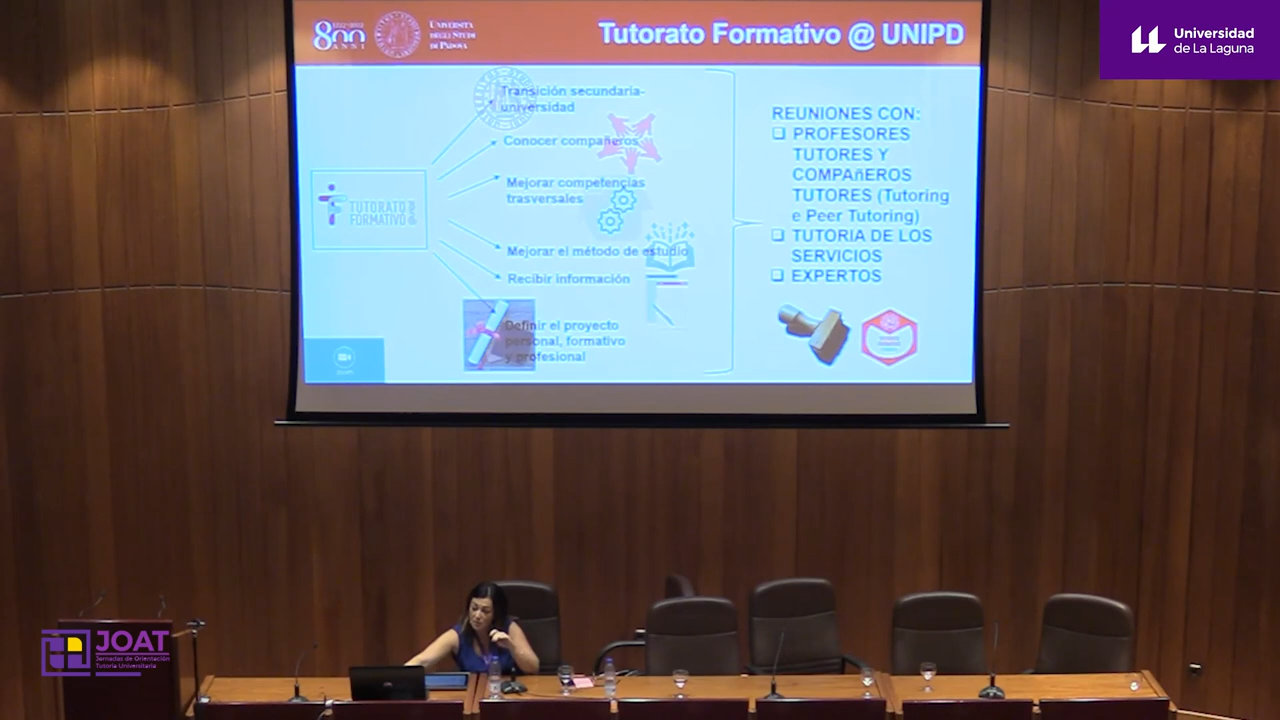 1222-2022
800
ANNI
UNIVERSITÀ
DEGLI STUDI
DI PADOVA
Tutorato Formativo @ UNIPD
Universidad
de La Laguna
Transición secundaria-
universidad
Conocer compañeros
Mejorar competencias
trasversales
TUTORATO
FORMATIVO
Mejorar el método de estudio
Recibir información
Definir el proyecto
personal, formativo
y profesional
REUNIONES CON:
PROFESORES
TUTORES Y
COMPAñEROS
TUTORES (Tutoring
e Peer Tutoring)
TUTORIA DE LOS
SERVICIOS
EXPERTOS
JOAT
Jornadas de Orientación
Tutoría Universitaria